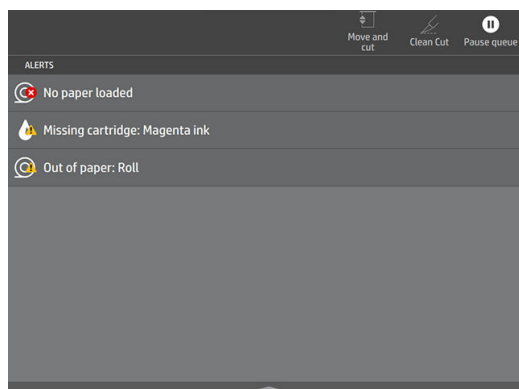 Move and
cut
Clean Cut
Pause queue
ALERTS
No paper loaded
Missing cartridge: Magenta ink
Out of paper: Roll